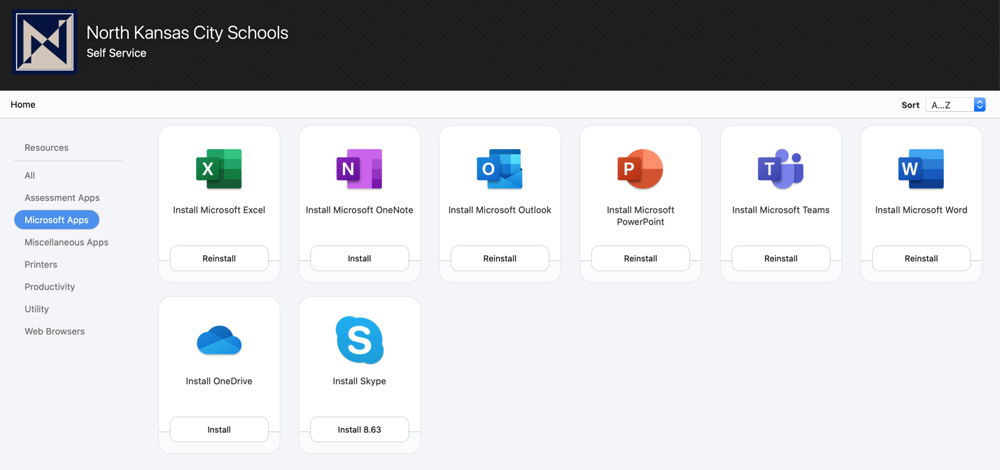 North Kansas City Schools
Self Service
Home
Sort A...Z
Resources
All
Assessment Apps
Microsoft Apps
Miscellaneous Apps
Printers
Productivity
Utility
Web Browsers
X
Install Microsoft Excel
Reinstall
N
Install Microsoft OneNote
Install
O
Install Microsoft Outlook
Reinstall
P
Install Microsoft
PowerPoint
Reinstall
T
Install Microsoft Teams
Reinstall
W
Install Microsoft Word
Reinstall
Install OneDrive
Install
S
Install Skype
Install 8.63